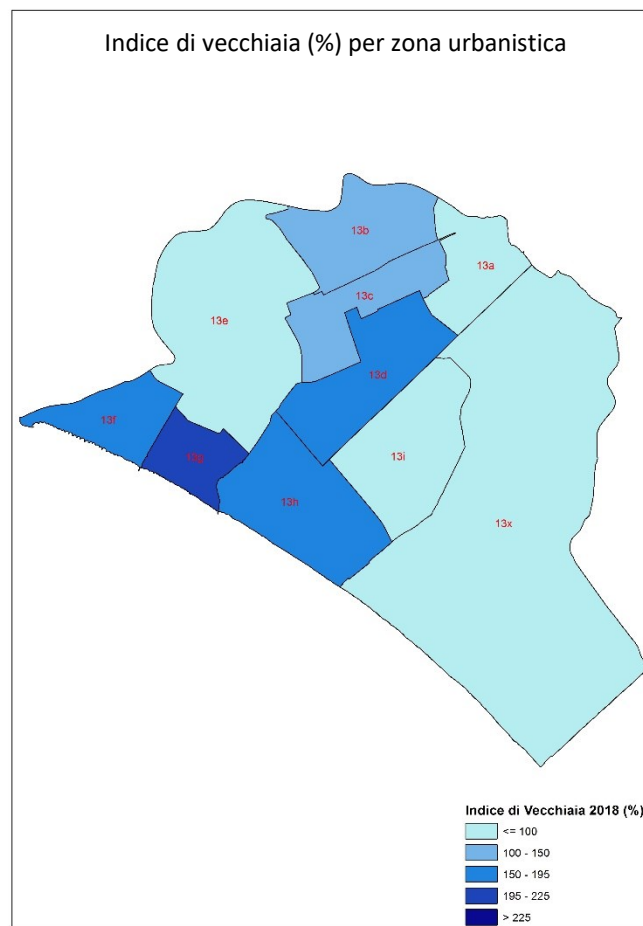 Indice di vecchiaia (%) per zona urbanistica
13b
13a
13c
13e
13d
13f
13g
13i
13h
13x
Indice di Vecchiaia 2018 (%)
<= 100
100 - 150
150 - 195
195 - 225
> 225